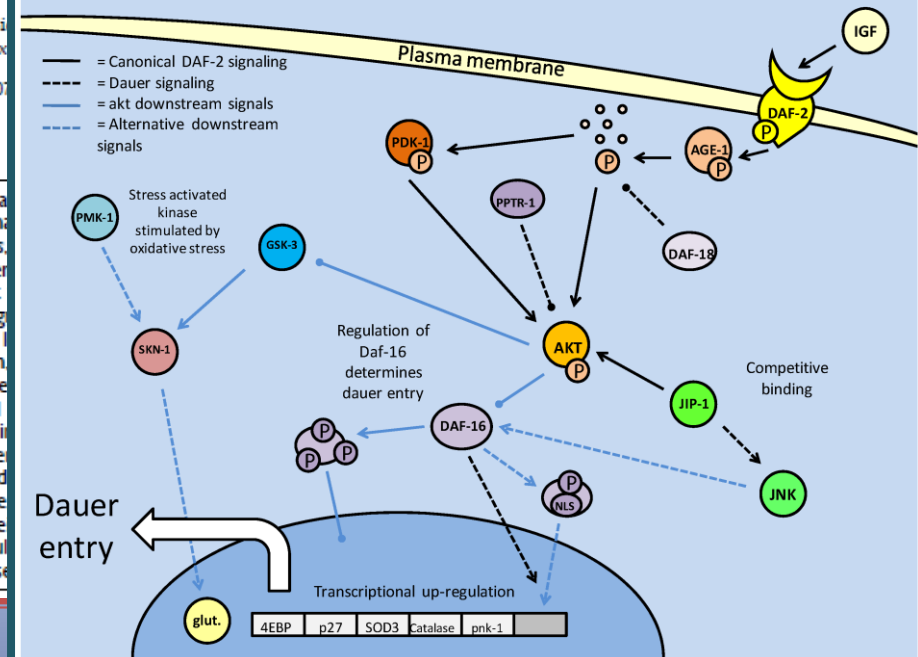 IGF
Plasma membrane
= Canonical DAF-2 signaling
= Dauer signaling
= akt downstream signals
= Alternative downstream
signals
DAF-2
P
AGE-1
P
P
PDK-1
P
PPTR-1
DAF-18
PMK-1
Stress activated
kinase
stimulated by
oxidative stress
GSK-3
SKN-1
AKT
P
Regulation of
Daf-16
determines
dauer entry
Competitive
binding
JIP-1
DAF-16
JNK
P
P
P
P
NLS
Dauer
entry
Transcriptional up-regulation
glut.
4EBP p27 SOD3 Catalase pnk-1